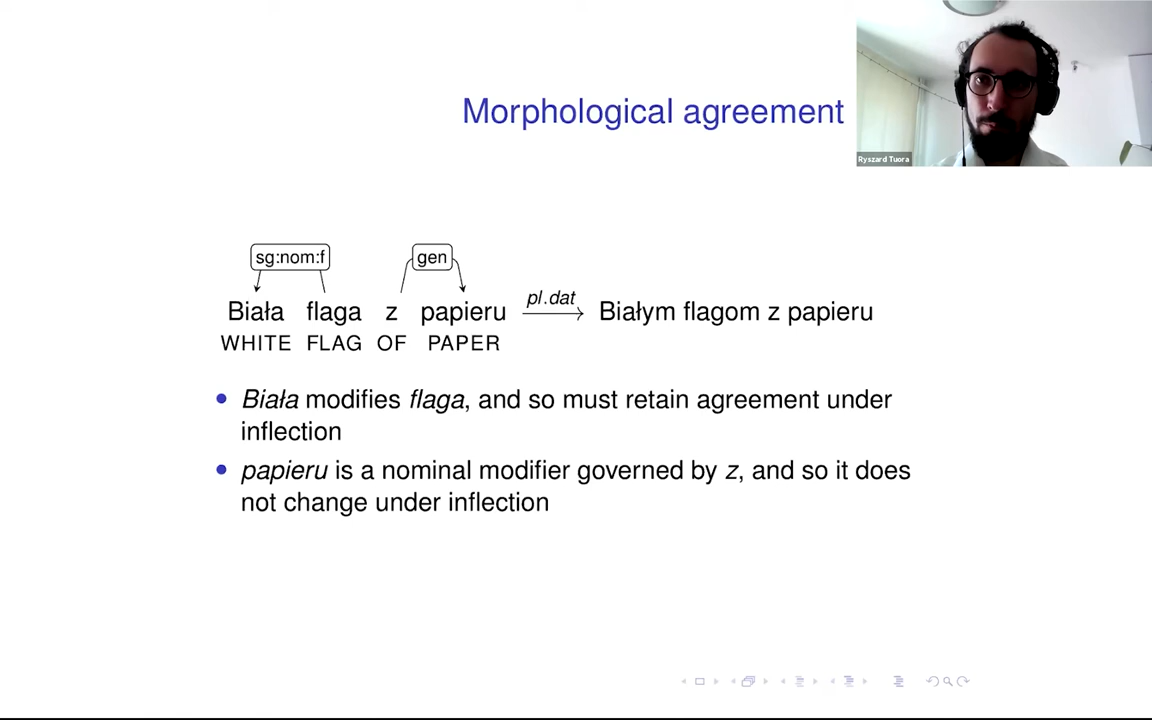 Morphological agreement
Ryszard Tuora
sg:nom:f gen
Biała flaga z papieru pl.dat Białym flagom z papieru
WHITE FLAG OF PAPER
• Biała modifies flaga, and so must retain agreement under
inflection
• papieru is a nominal modifier governed by z, and so it does
not change under inflection